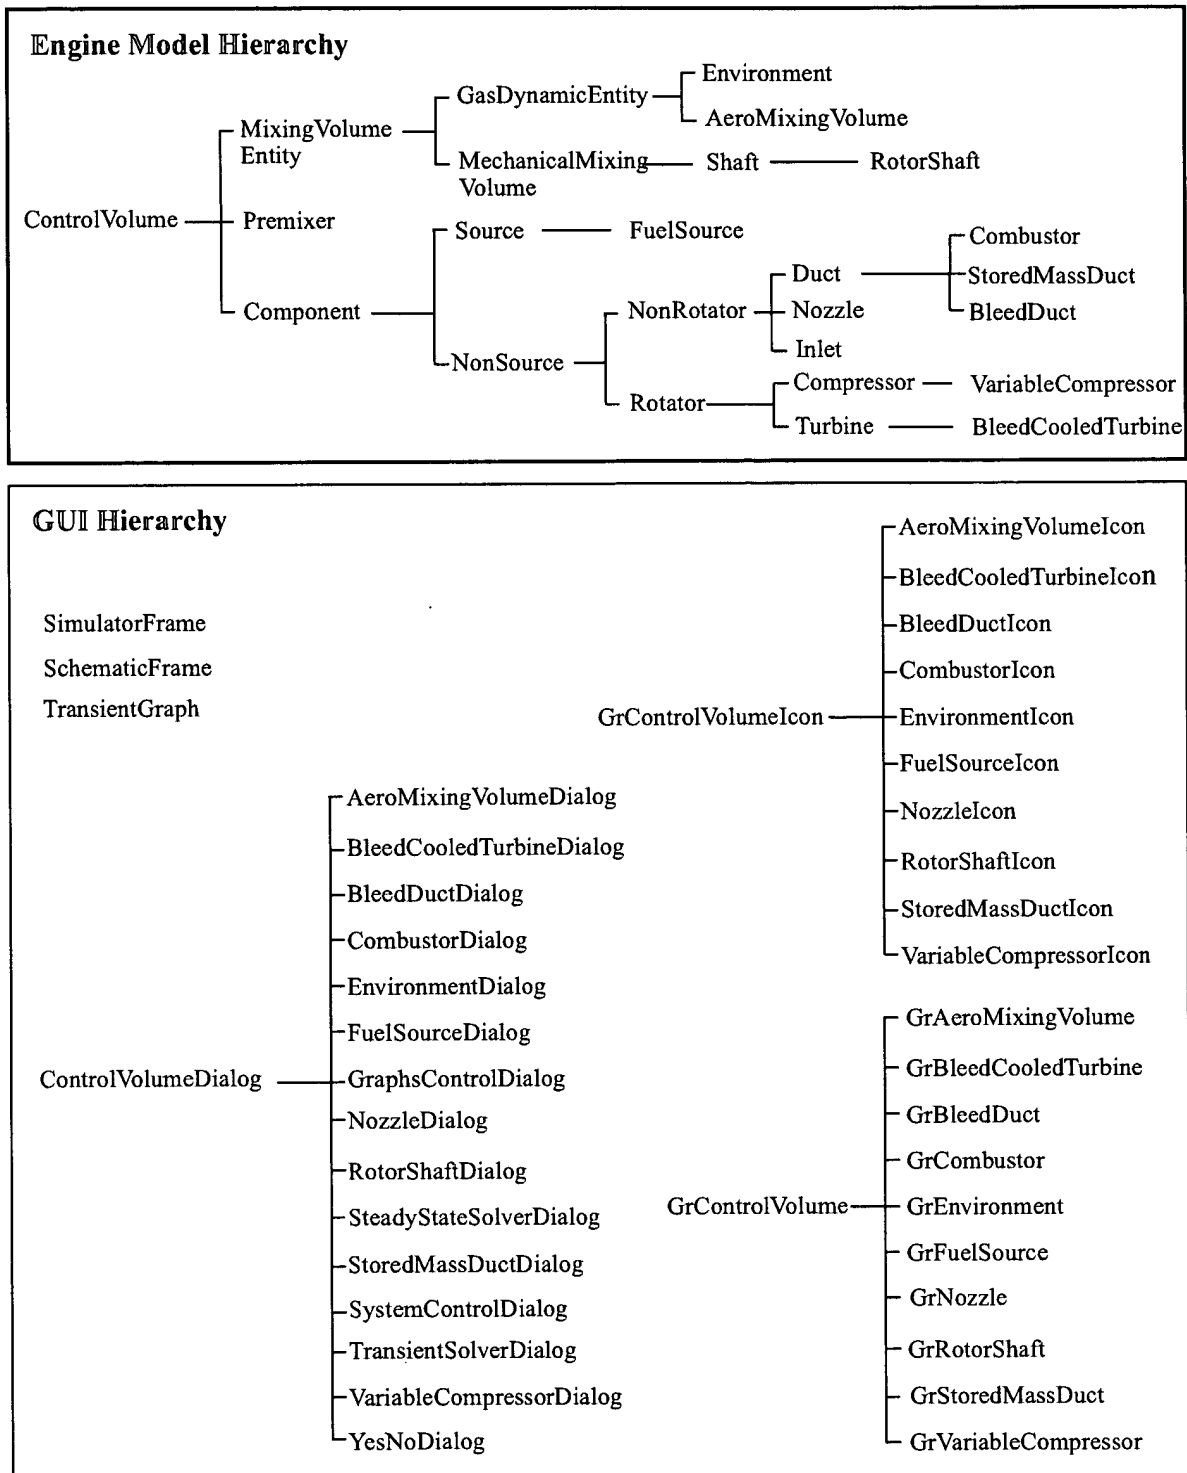 Engine Model Hierarchy
Environment
GasDynamicEntity
AeroMixingVolume
MixingVolume
Entity
MechanicalMixing
Volume
Shaft
RotorShaft
ControlVolume
Premixer
Source
FuelSource
Combustor
Duct
StoredMassDuct
Component
NonRotator
Nozzle
BleedDuct
Inlet
NonSource
Compressor
VariableCompressor
Rotator
Turbine
BleedCooledTurbine
GUI Hierarchy
SimulatorFrame
SchematicFrame
TransientGraph
GrControlVolumeIcon
AeroMixingVolumeIcon
BleedCooledTurbineIcon
BleedDuctIcon
CombustorIcon
EnvironmentIcon
FuelSourceIcon
NozzleIcon
RotorShaftIcon
StoredMassDuctIcon
VariableCompressorIcon
ControlVolumeDialog
AeroMixingVolumeDialog
BleedCooledTurbineDialog
BleedDuctDialog
CombustorDialog
EnvironmentDialog
FuelSourceDialog
GraphsControlDialog
NozzleDialog
RotorShaftDialog
SteadyStateSolverDialog
StoredMassDuctDialog
SystemControlDialog
TransientSolverDialog
VariableCompressorDialog
YesNoDialog
GrControlVolume
GrAeroMixingVolume
GrBleedCooledTurbine
GrBleedDuct
GrCombustor
GrEnvironment
GrFuelSource
GrNozzle
GrRotorShaft
GrStoredMassDuct
GrVariableCompressor